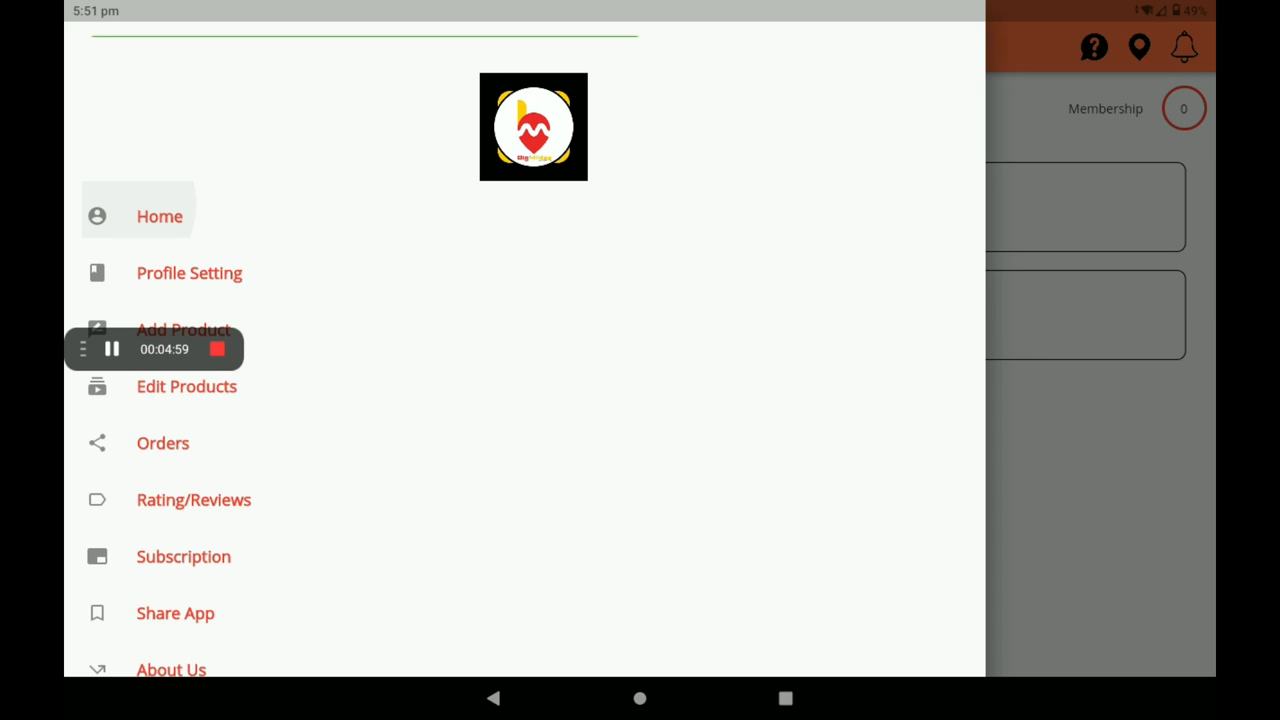 5:51 pm
49%
Membership
0
Home
Profile Setting
Add Product
00:04:59
Edit Products
Orders
Rating/Reviews
Subscription
Share App
About Us